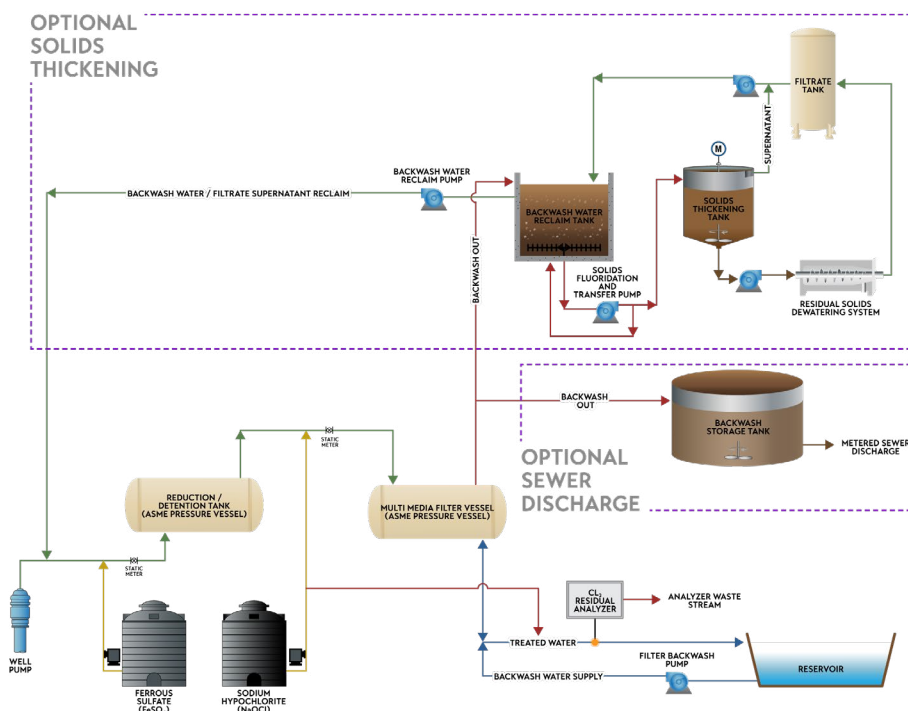 OPTIONAL
SOLIDS
THICKENING
FILTRATE
TANK
SUPERNATANT
M
BACKWASH WATER
RECLAIM PUMP
BACKWASH WATER / FILTRATE SUPERNATANT RECLAIM
BACKWASH OUT
BACKWASH WATER
RECLAIM TANK
SOLIDS
THICKENING
TANK
SOLIDS
FLUORIDATION
AND
TRANSFER PUMP
RESIDUAL SOLIDS
DEWATERING SYSTEM
BACKWASH
OUT
BACKWASH
STORAGE TANK
METERED SEWER
DISCHARGE
OPTIONAL
SEWER
DISCHARGE
STATIC
METER
REDUCTION /
DETENTION TANK
(ASME PRESSURE VESSEL)
MULTI MEDIA FILTER VESSEL
(ASME PRESSURE VESSEL)
STATIC
METER
CL₂
RESIDUAL
ANALYZER
ANALYZER WASTE
STREAM
TREATED WATER
WELL
PUMP
FILTER BACKWASH
PUMP
BACKWASH WATER SUPPLY
RESERVOIR
FERROUS
SULFATE
(FeSO₄)
SODIUM
HYPOCHLORITE
(NaOCl)